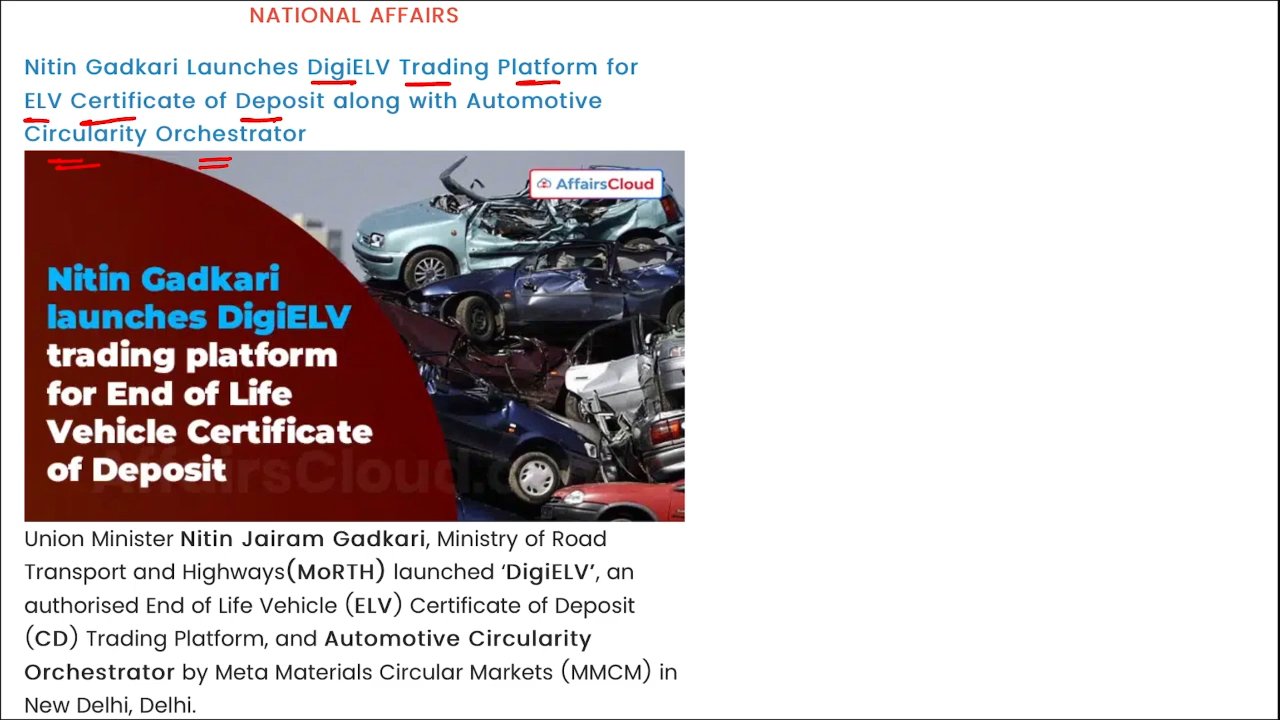 NATIONAL AFFAIRS
Nitin Gadkari Launches DigiELV Trading Platform for
ELV Certificate of Deposit along with Automotive
Circularity Orchestrator
AffairsCloud
Nitin Gadkari
launches DigiELV
trading platform
for End of Life
Vehicle Certificate
of Deposit
AffairsCloud.com
Union Minister Nitin Jairam Gadkari, Ministry of Road
Transport and Highways(MoRTH) launched ‘DigiELV’, an
authorised End of Life Vehicle (ELV) Certificate of Deposit
(CD) Trading Platform, and Automotive Circularity
Orchestrator by Meta Materials Circular Markets (MMCM) in
New Delhi, Delhi.